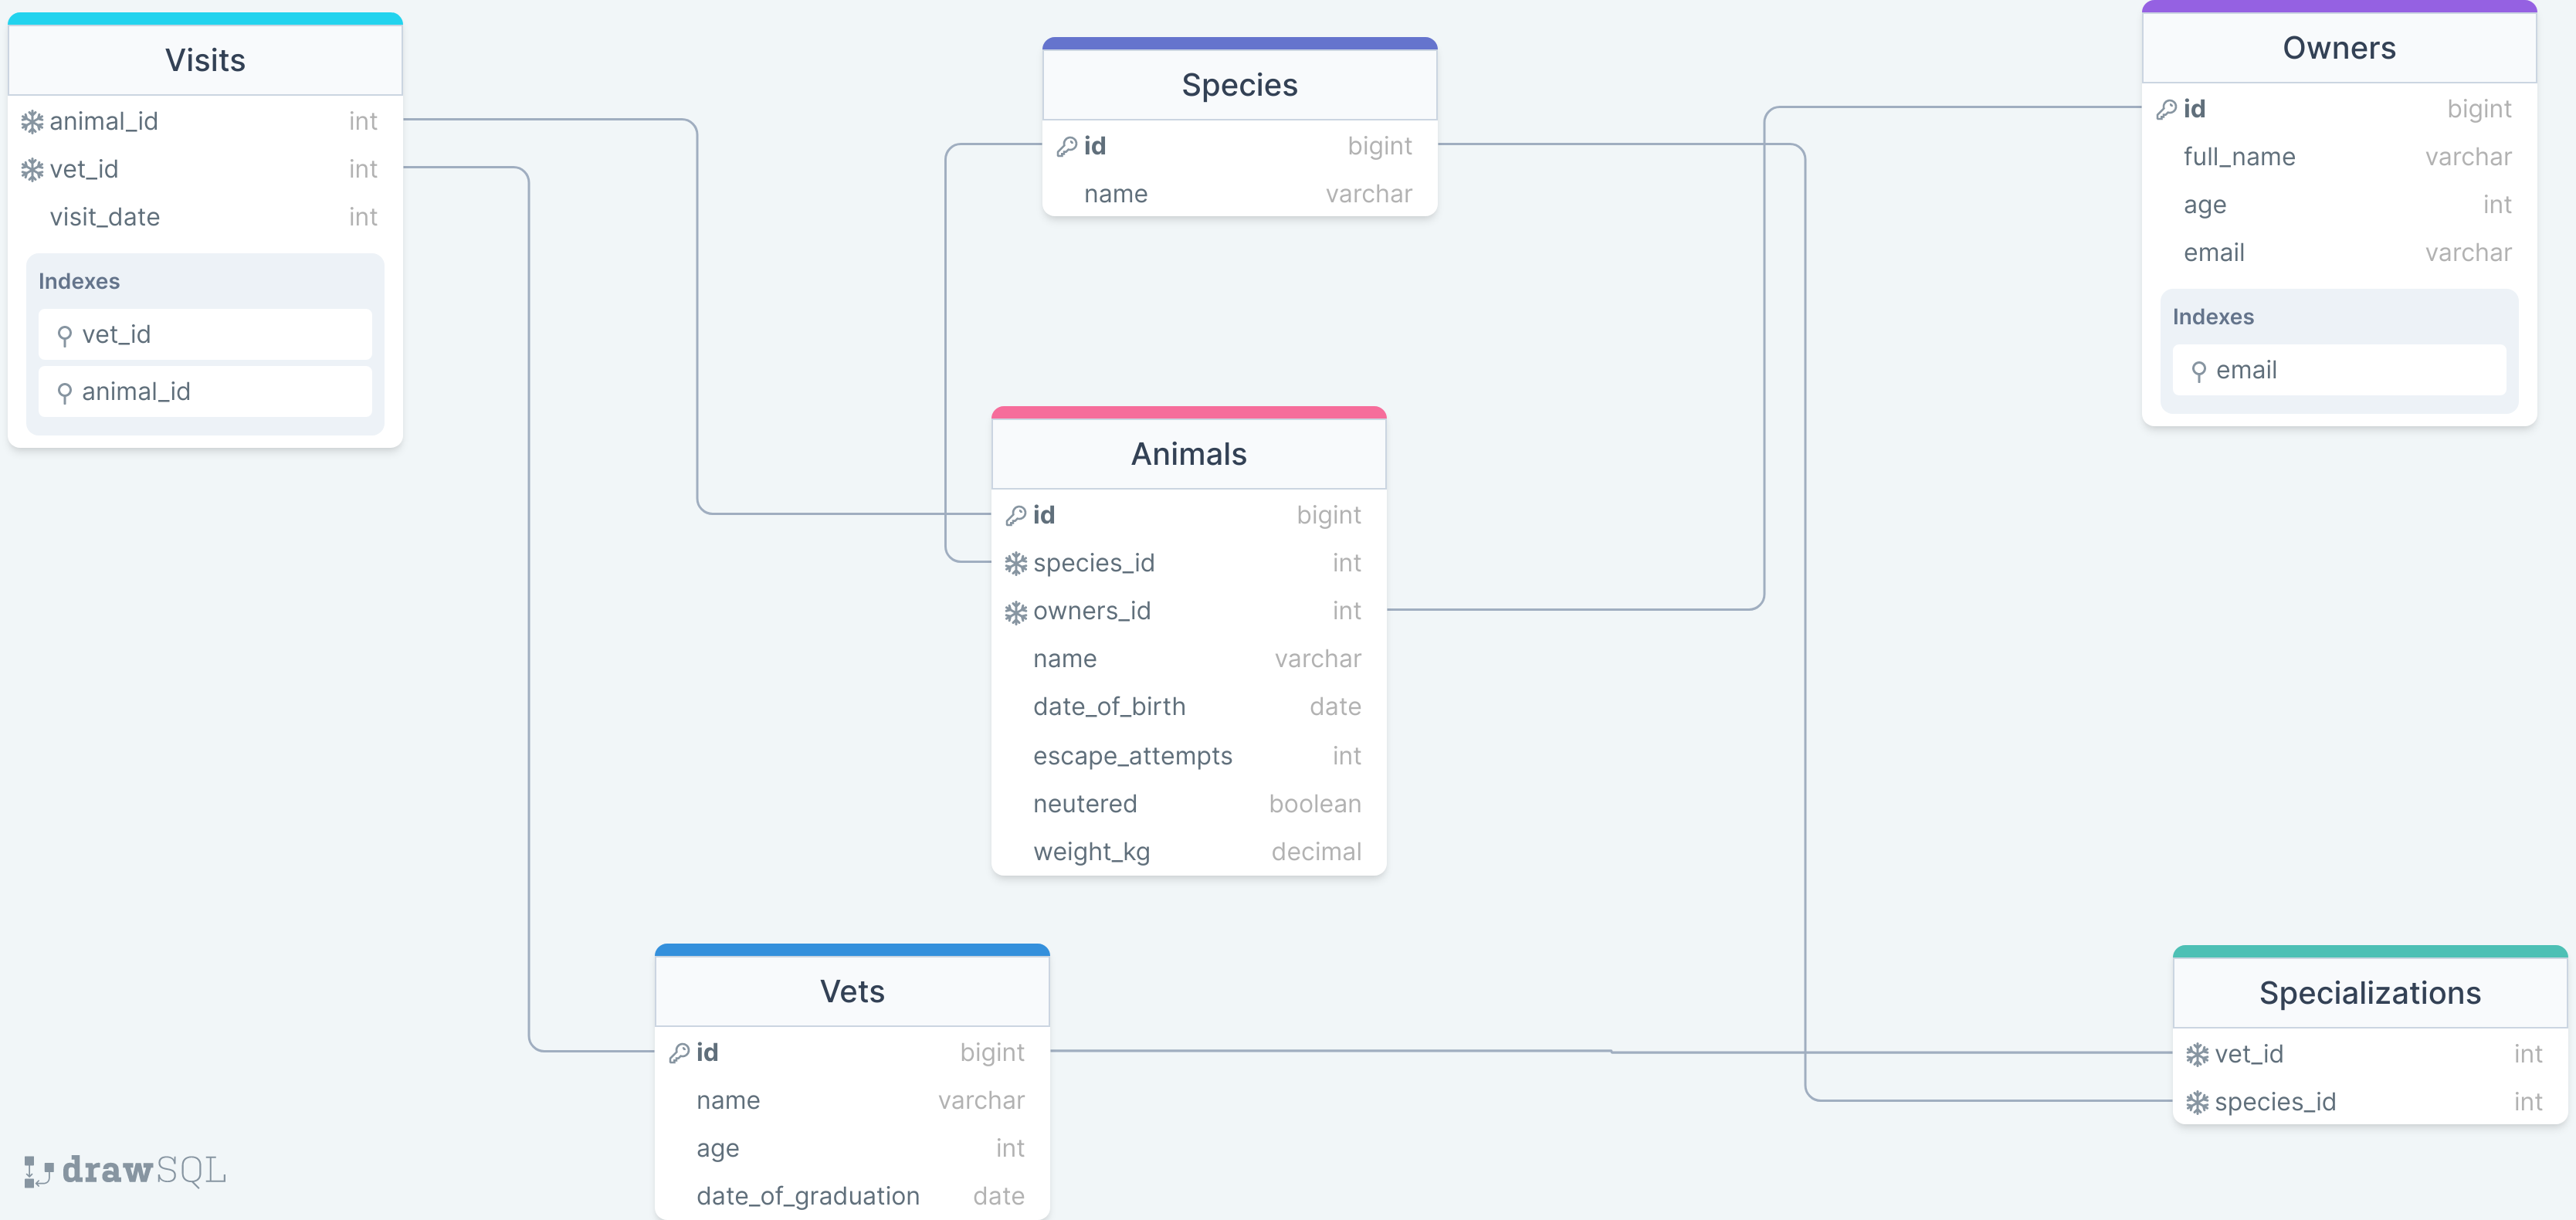 Visits
animal_id int
vet_id int
visit_date int
Indexes
vet_id
animal_id
Species
id bigint
name varchar
Owners
id bigint
full_name varchar
age int
email varchar
Indexes
email
Animals
id bigint
species_id int
owners_id int
name varchar
date_of_birth date
escape_attempts int
neutered boolean
weight_kg decimal
Vets
id bigint
name varchar
age int
date_of_graduation date
Specializations
vet_id int
species_id int
drawSQL